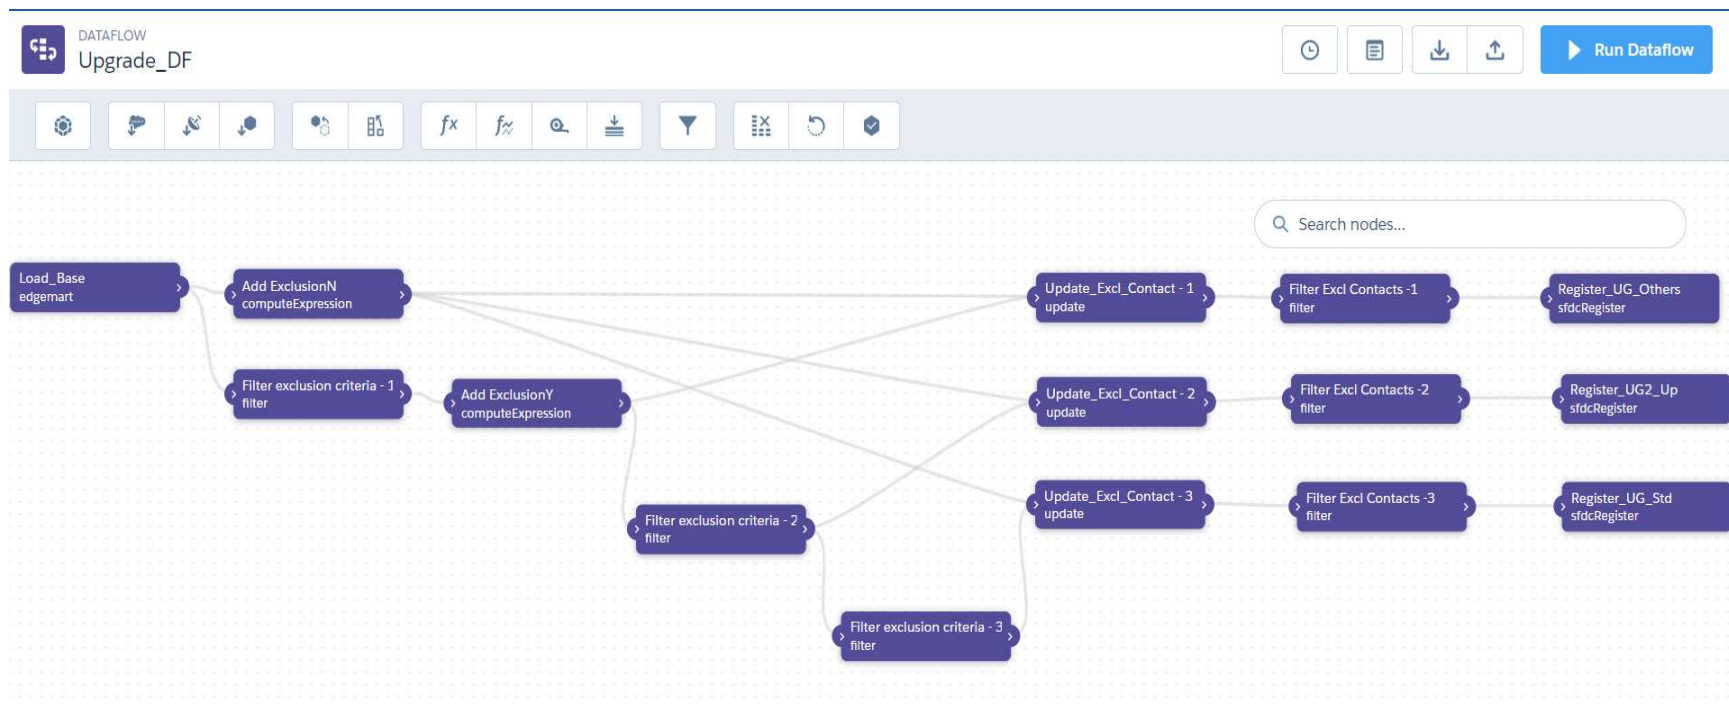 DATAFLOW
Upgrade_DF
Run Dataflow
fx
Search nodes...
Load_Base
edgemart
Add ExclusionN
computeExpression
Update_Excl_Contact - 1
update
Filter Excl Contacts -1
filter
Register_UG_Others
sfdcRegister
Filter exclusion criteria - 1
filter
Add ExclusionY
computeExpression
Update_Excl_Contact - 2
update
Filter Excl Contacts -2
filter
Register_UG2_Up
sfdcRegister
Update_Excl_Contact - 3
update
Filter Excl Contacts -3
filter
Register_UG_Std
sfdcRegister
Filter exclusion criteria - 2
filter
Filter exclusion criteria - 3
filter